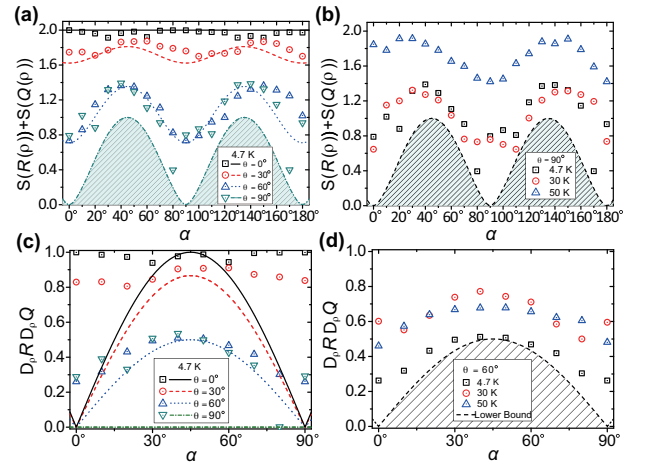 (a)
S(R(ρ))+S(Q(ρ))
2.0
1.6
1.2
0.8
0.4
0.0
4.7 K
θ = 0°
θ = 30°
θ = 60°
θ = 90°
0° 20° 40° 60° 80° 100° 120° 140° 160° 180°
α
(b)
S(R(ρ))+S(Q(ρ))
2.0
1.6
1.2
0.8
0.4
0.0
θ = 90°
4.7 K
30 K
50 K
0° 20° 40° 60° 80° 100° 120° 140° 160° 180°
α
(c)
DρR DρQ
1.0
0.8
0.6
0.4
0.2
0.0
4.7 K
θ = 0°
θ = 30°
θ = 60°
θ = 90°
0° 30° 60° 90°
α
(d)
DρR DρQ
1.0
0.8
0.6
0.4
0.2
0.0
θ = 60°
4.7 K
30 K
50 K
Lower Bound
0° 30° 60° 90°
α